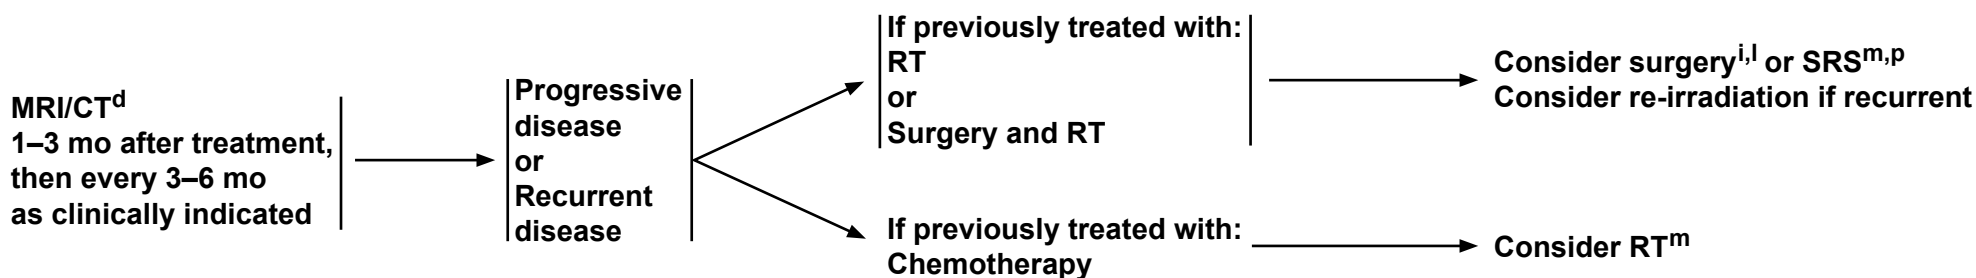 MRI/CT^d
1–3 mo after treatment,
then every 3–6 mo
as clinically indicated
Progressive
disease
or
Recurrent
disease
If previously treated with:
RT
or
Surgery and RT
Consider surgery^i,l or SRS^m,p
Consider re-irradiation if recurrent
If previously treated with:
Chemotherapy
Consider RT^m